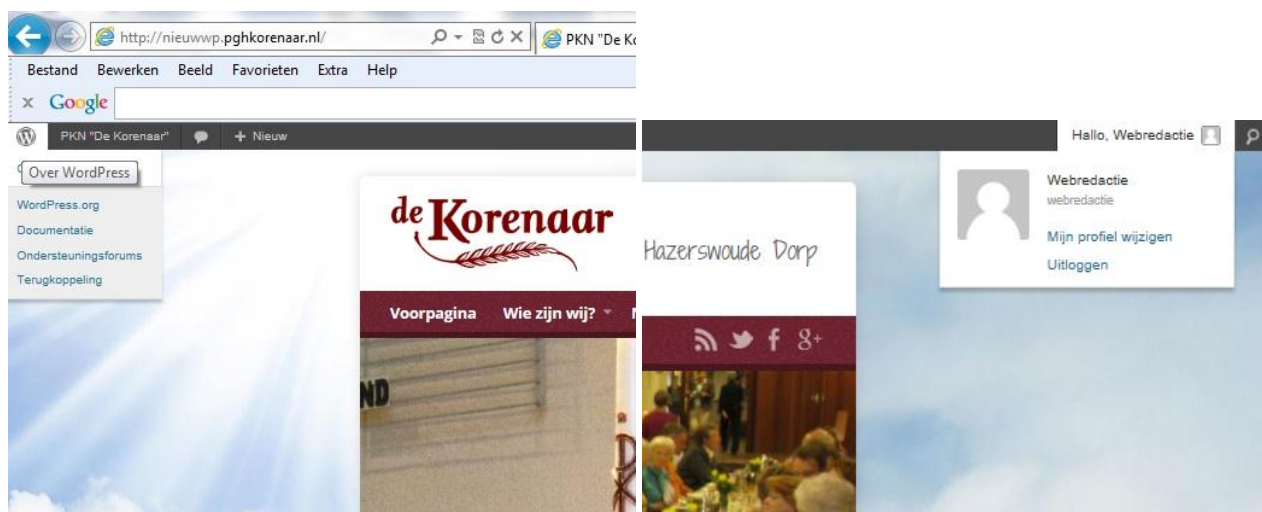 http://nieuwwp.pghkorenaar.nl/
PKN "De Ko
Bestand Bewerken Beeld Favorieten Extra Help
x Google
PKN "De Korenaar" + Nieuw
Over WordPress
WordPress.org
Documentatie
Ondersteuningsforums
Terugkoppeling
de Korenaar
Voorpagina Wie zijn wij?
ND
Hallo, Webredactie
Webredactie
webredactie
Mijn profiel wijzigen
Uitloggen
Hazerswoude Dorp
g+